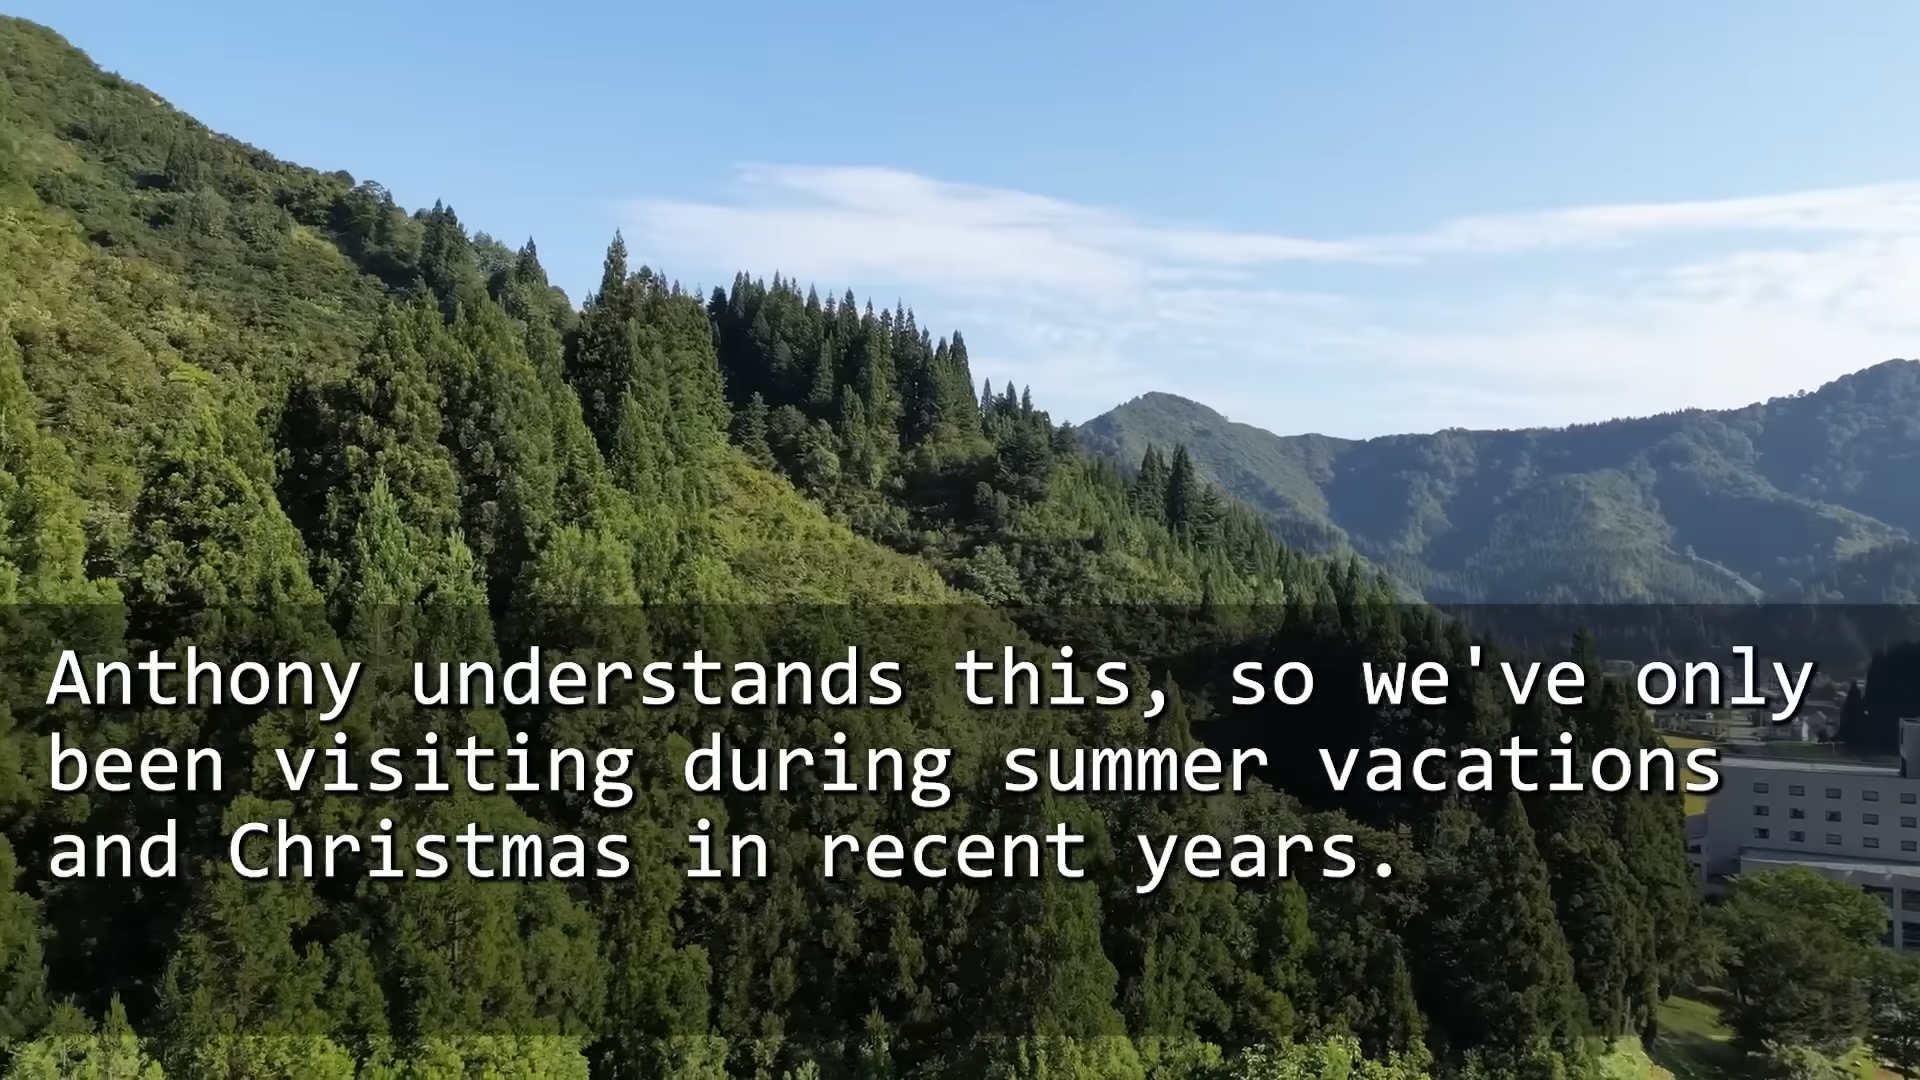 Anthony understands this, so we've only
been visiting during summer vacations
and Christmas in recent years.